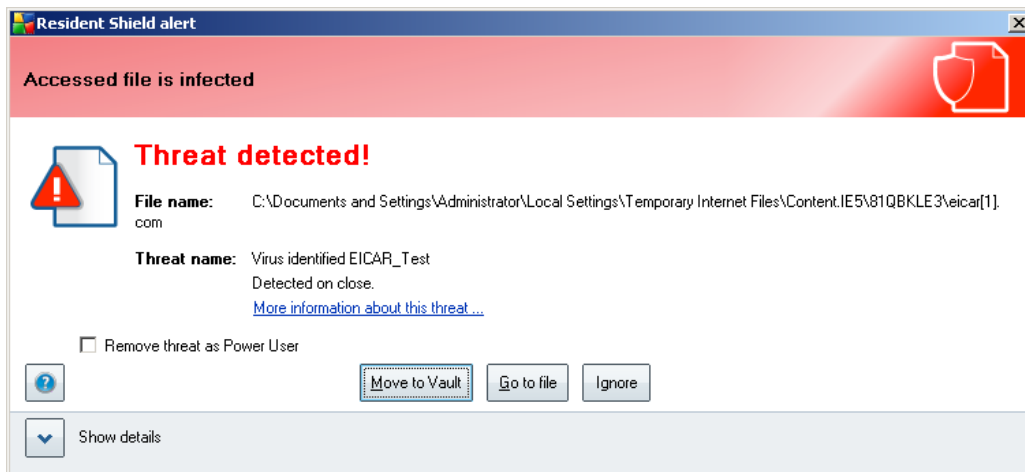 Resident Shield alert
Accessed file is infected
Threat detected!
File name: C:\Documents and Settings\Administrator\Local Settings\Temporary Internet Files\Content.IE5\81QBKLE3\eicar[1].
com
Threat name: Virus identified EICAR_Test
Detected on close.
More information about this threat ...
Remove threat as Power User
Move to Vault Go to file Ignore
Show details